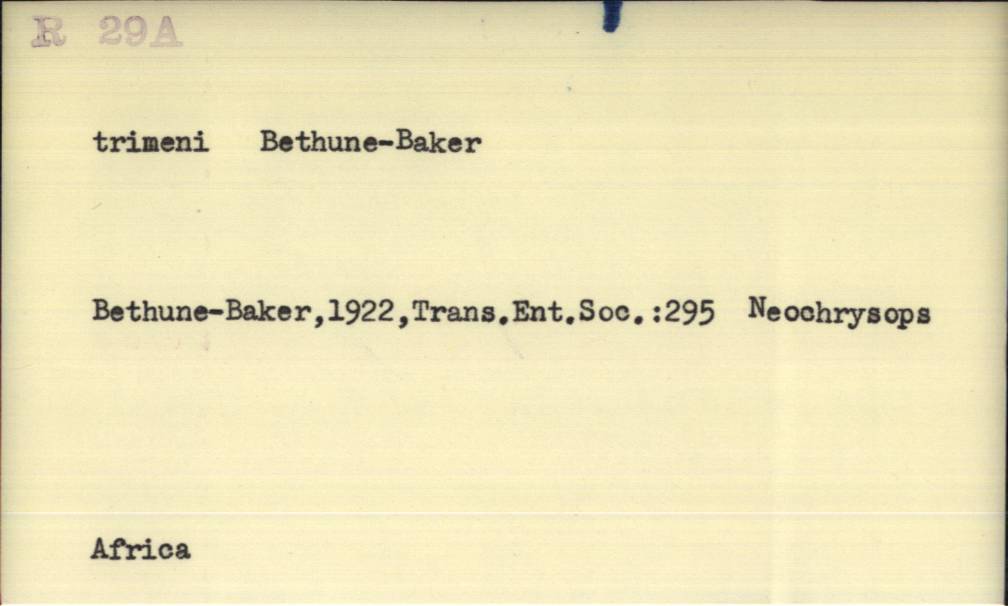 R 29A
trimeni Bethune-Baker
Bethune-Baker,1922,Trans.Ent.Soc.:295 Neochrysops
Africa